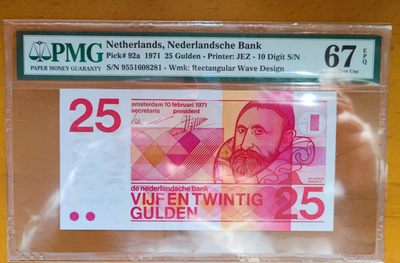 PMG
PAPER MONEY GUARANTY
Netherlands, Nederlandsche Bank
Pick# 92a 1971 25 Gulden - Printer: JEZ - 10 Digit S/N
S/N 9551608281 - Wmk: Rectangular Wave Design
67 EPQ
25
amsterdam 10 februari 1971
secretaris president
de nederlandsche bank
VIJF EN TWINTIG
GULDEN
25